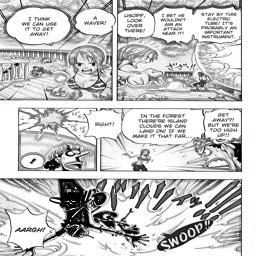 STAY BY THIS
ELECTRIC
TUBE! IT'S
PROBABLY AN
IMPORTANT
INSTRUMENT.
I BET HE
WOULDN'T
AIM AN
ATTACK
NEAR IT!
USOPP,
LOOK
OVER
THERE!
A
WAVER!
I THINK
WE CAN USE
IT TO GET
AWAY!
GET
AWAY?!
BUT WE'RE
TOO HIGH
UP!!
IN THE FOREST
THERE'RE ISLAND
CLOUDS WE CAN
LAND ON! IF WE
MAKE IT THAT FAR...
RIGHT!
SWOOP!!
AARGH!